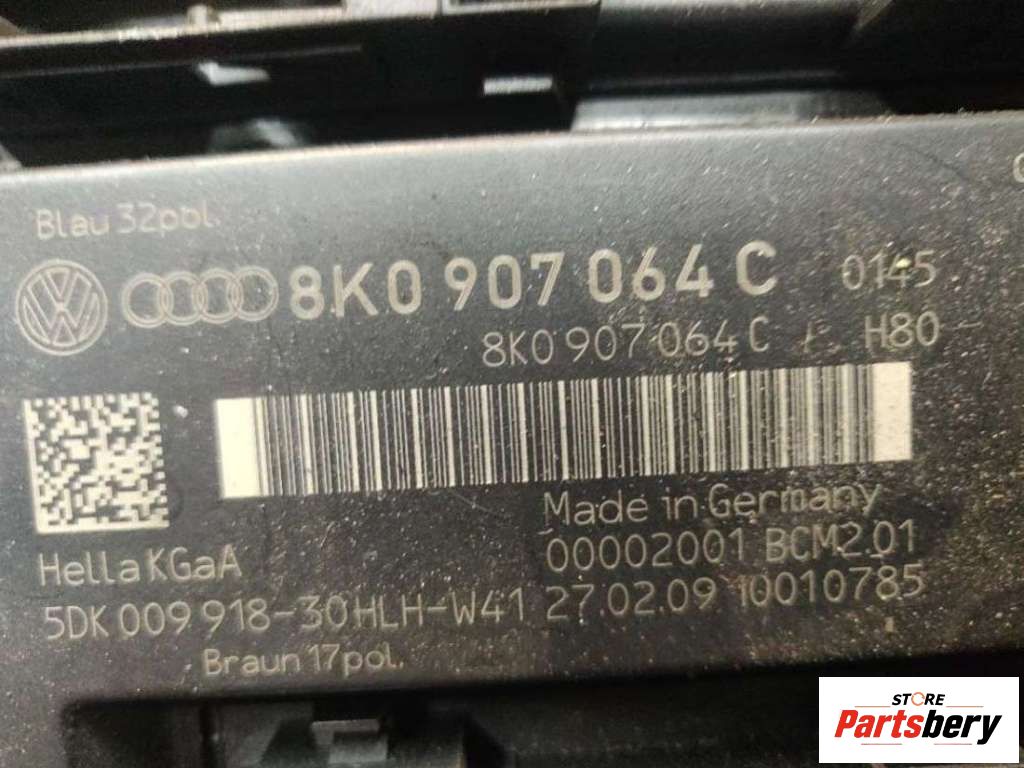 Blau 32pol.
8K0 907 064 C 0145
8K0 907 064 C H80
Made in Germany
Hella KGaA 00002001 BCM2.01
5DK 009 918-30 HLH-W41 27.02.09 10010785
Braun 17pol.
STORE
Partsbery